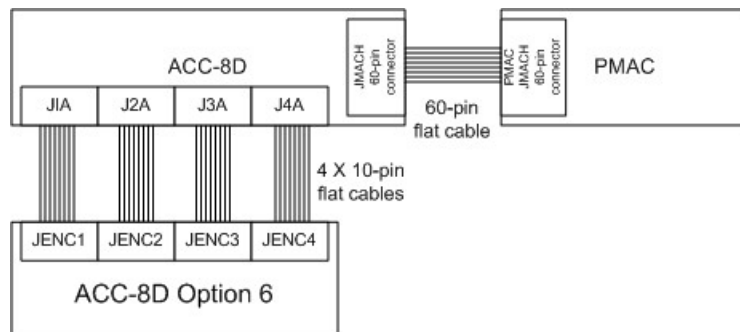 ACC-8D
JMACH
60-pin
connector
PMAC
JMACH
60-pin
connector
PMAC
60-pin
flat cable
J1A
J2A
J3A
J4A
4 X 10-pin
flat cables
JENC1
JENC2
JENC3
JENC4
ACC-8D Option 6